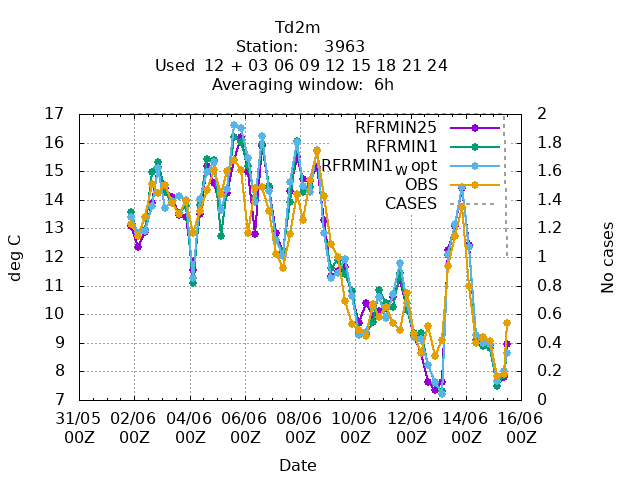 Td2m
Station: 3963
Used 12 + 03 06 09 12 15 18 21 24
Averaging window: 6h
RFRMIN25
RFRMIN1
RFRMIN1wopt
OBS
CASES
deg C
17
16
15
14
13
12
11
10
9
8
7
2
1.8
1.6
1.4
1.2
1
0.8
0.6
0.4
0.2
0
No cases
31/05 02/06 04/06 06/06 08/06 10/06 12/06 14/06 16/06
00Z 00Z 00Z 00Z 00Z 00Z 00Z 00Z 00Z
Date